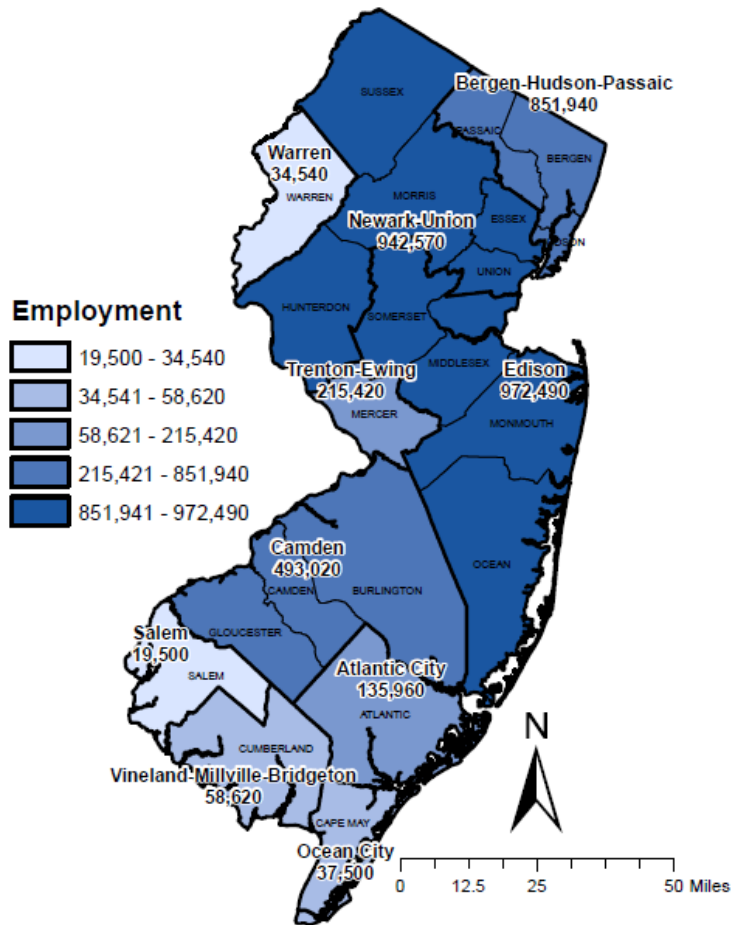 SUSSEX
Bergen-Hudson-Passaic
851,940
PASSAIC
BERGEN
Warren
34,540
WARREN
MORRIS
Newark-Union
942,570
ESSEX
UNION
HUNTERDON
SOMERSET
Employment
19,500 - 34,540
34,541 - 58,620
58,621 - 215,420
215,421 - 851,940
851,941 - 972,490
MIDDLESEX
Trenton-Ewing
215,420
Edison
972,490
MERCER
MONMOUTH
OCEAN
Camden
493,020
CAMDEN
BURLINGTON
GLOUCESTER
Salem
19,500
SALEM
Atlantic City
135,960
ATLANTIC
CUMBERLAND
Vineland-Millville-Bridgeton
58,620
CAPE MAY
Ocean City
37,500
N
0 12.5 25 50 Miles